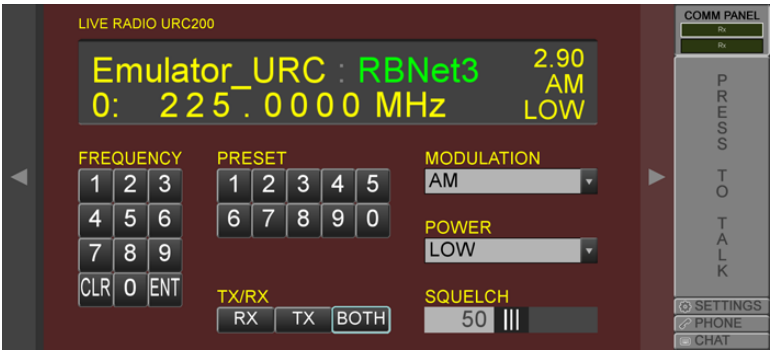 LIVE RADIO URC200
Emulator_URC : RBNet3 2.90
AM
0: 225.0000 MHz LOW
FREQUENCY
1 2 3
4 5 6
7 8 9
CLR 0 ENT
PRESET
1 2 3 4 5
6 7 8 9 0
TX/RX
RX TX BOTH
MODULATION
AM
POWER
LOW
SQUELCH
50
COMM PANEL
Rx
Rx
PRESS TO TALK
SETTINGS
PHONE
CHAT